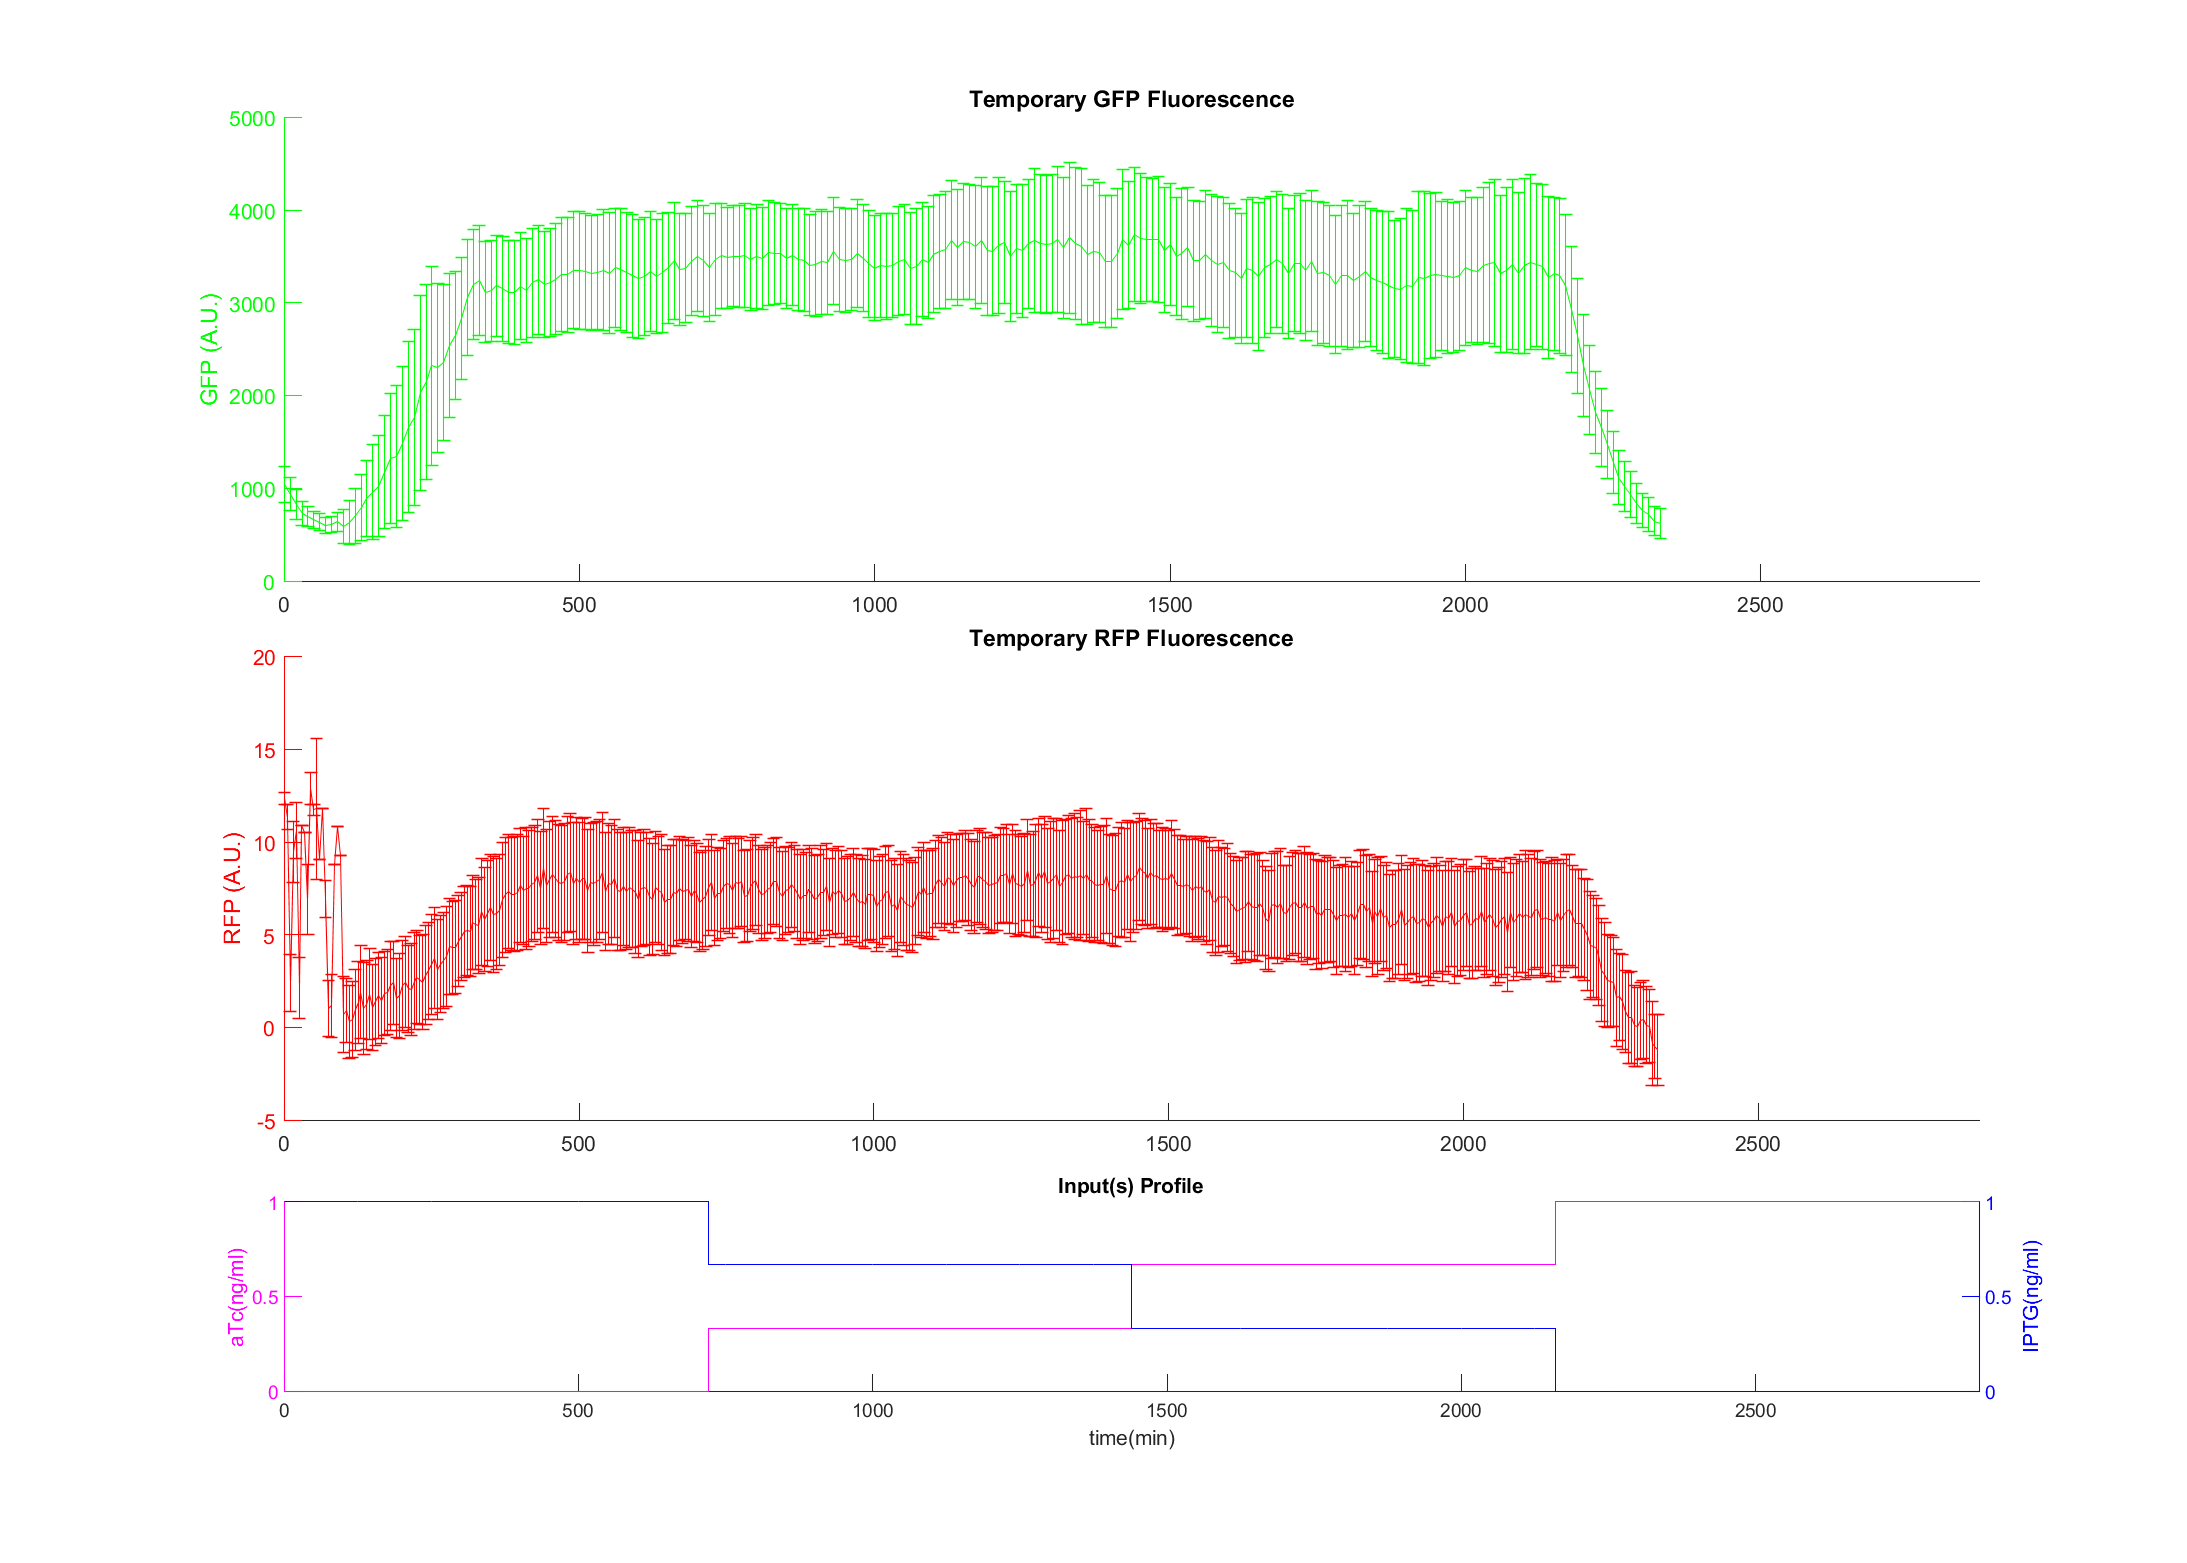 Temporary GFP Fluorescence
5000
4000
3000
2000
1000
0
GFP (A.U.)
0 500 1000 1500 2000 2500
Temporary RFP Fluorescence
20
15
10
5
0
-5
RFP (A.U.)
0 500 1000 1500 2000 2500
Input(s) Profile
1
0.5
0
aTc(ng/ml)
1
0.5
0
IPTG(ng/ml)
0 500 1000 1500 2000 2500
time(min)